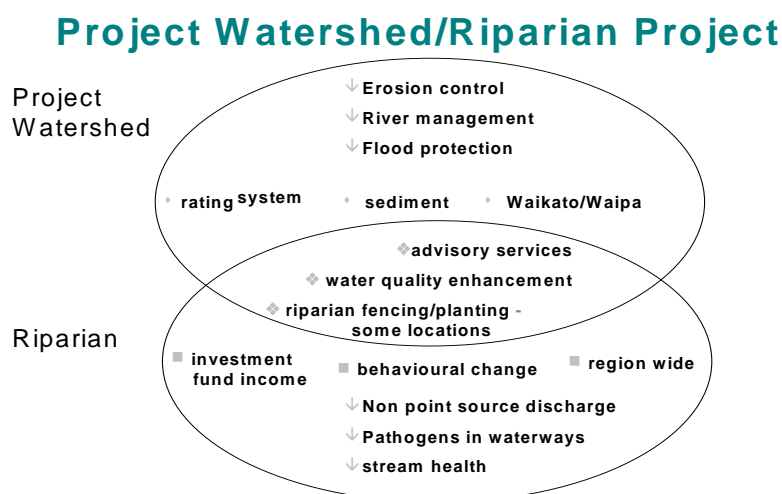 Project Watershed/Riparian Project
Project
Watershed
Erosion control
River management
Flood protection
rating system
sediment
Waikato/Waipa
advisory services
water quality enhancement
riparian fencing/planting -
some locations
Riparian
investment
fund income
behavioural change
region wide
Non point source discharge
Pathogens in waterways
stream health